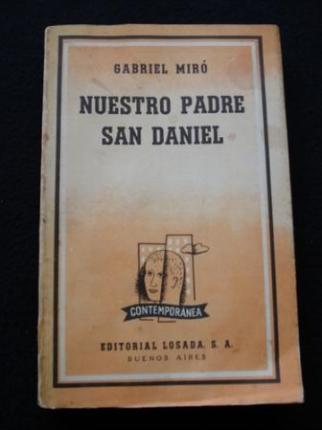 GABRIEL MIRÓ
NUESTRO PADRE
SAN DANIEL
CONTEMPORÁNEA
EDITORIAL LOSADA, S. A.
BUENOS AIRES